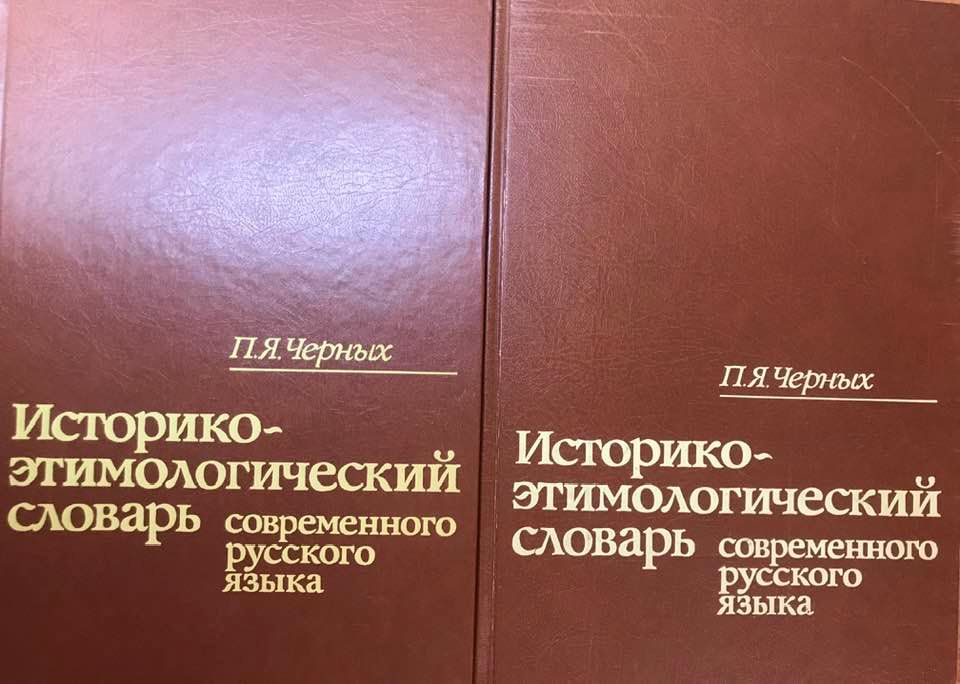 П.Я.Черных
Историко-
этимологический
словарь современного
русского
языка
П.Я.Черных
Историко-
этимологический
словарь современного
русского
языка